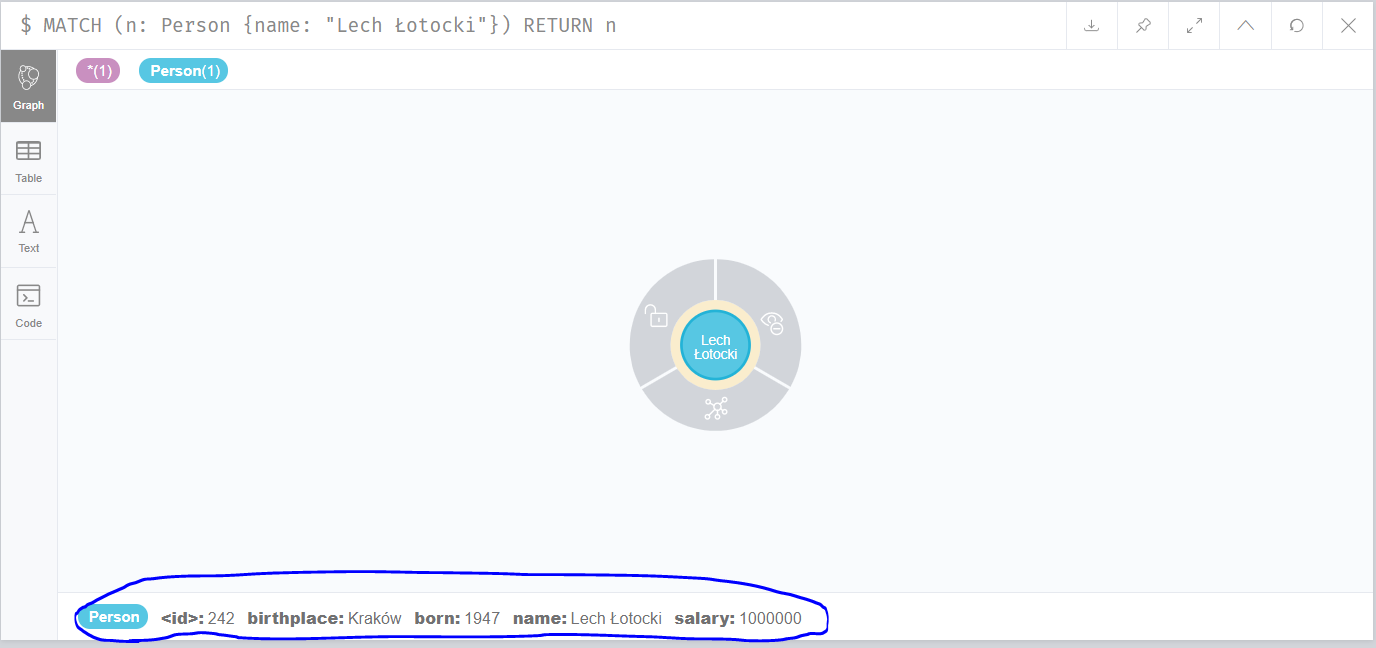 $ MATCH (n: Person {name: "Lech Łotocki"}) RETURN n
*(1) Person(1)
Graph
Table
Text
Code
Lech
Łotocki
Person <id>: 242 birthplace: Kraków born: 1947 name: Lech Łotocki salary: 1000000